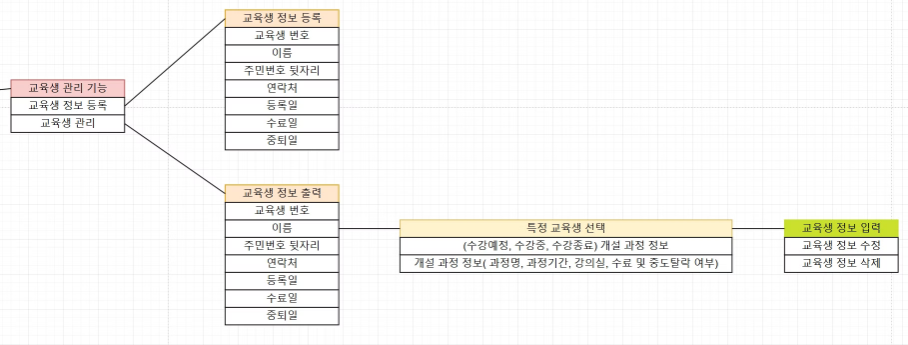 교육생 관리 기능
교육생 정보 등록
교육생 관리
교육생 정보 등록
교육생 번호
이름
주민번호 뒷자리
연락처
등록일
수료일
중퇴일
교육생 정보 출력
교육생 번호
이름
주민번호 뒷자리
연락처
등록일
수료일
중퇴일
특정 교육생 선택
(수강예정, 수강중, 수강종료) 개설 과정 정보
개설 과정 정보( 과정명, 과정기간, 강의실, 수료 및 중도탈락 여부)
교육생 정보 입력
교육생 정보 수정
교육생 정보 삭제